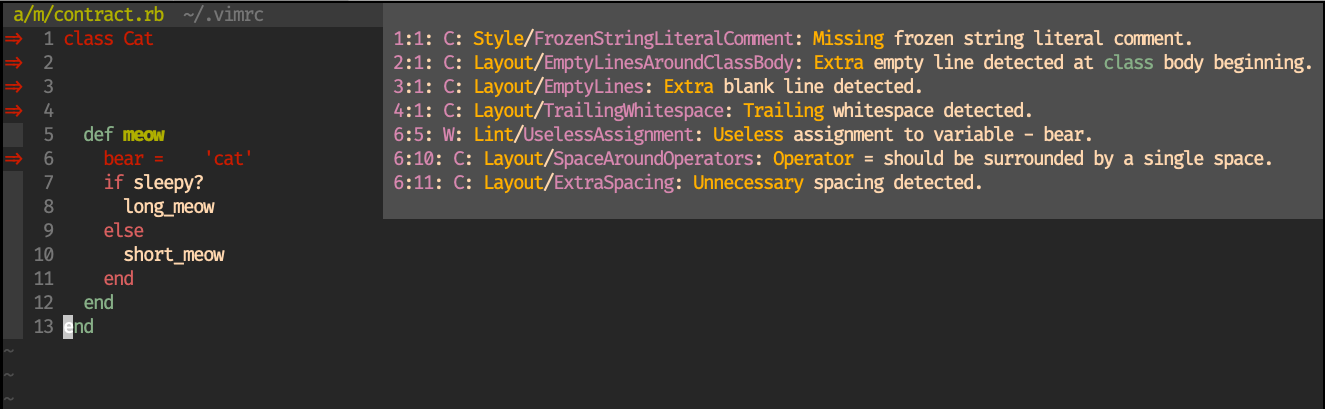 a/m/contract.rb ~/.vimrc
⇒ 1 class Cat
⇒ 2
⇒ 3
⇒ 4
5 def meow
⇒ 6 bear =    'cat'
7 if sleepy?
8 long_meow
9 else
10 short_meow
11 end
12 end
13 end
~
~
~
1:1: C: Style/FrozenStringLiteralComment: Missing frozen string literal comment.
2:1: C: Layout/EmptyLinesAroundClassBody: Extra empty line detected at class body beginning.
3:1: C: Layout/EmptyLines: Extra blank line detected.
4:1: C: Layout/TrailingWhitespace: Trailing whitespace detected.
6:5: W: Lint/UselessAssignment: Useless assignment to variable - bear.
6:10: C: Layout/SpaceAroundOperators: Operator = should be surrounded by a single space.
6:11: C: Layout/ExtraSpacing: Unnecessary spacing detected.